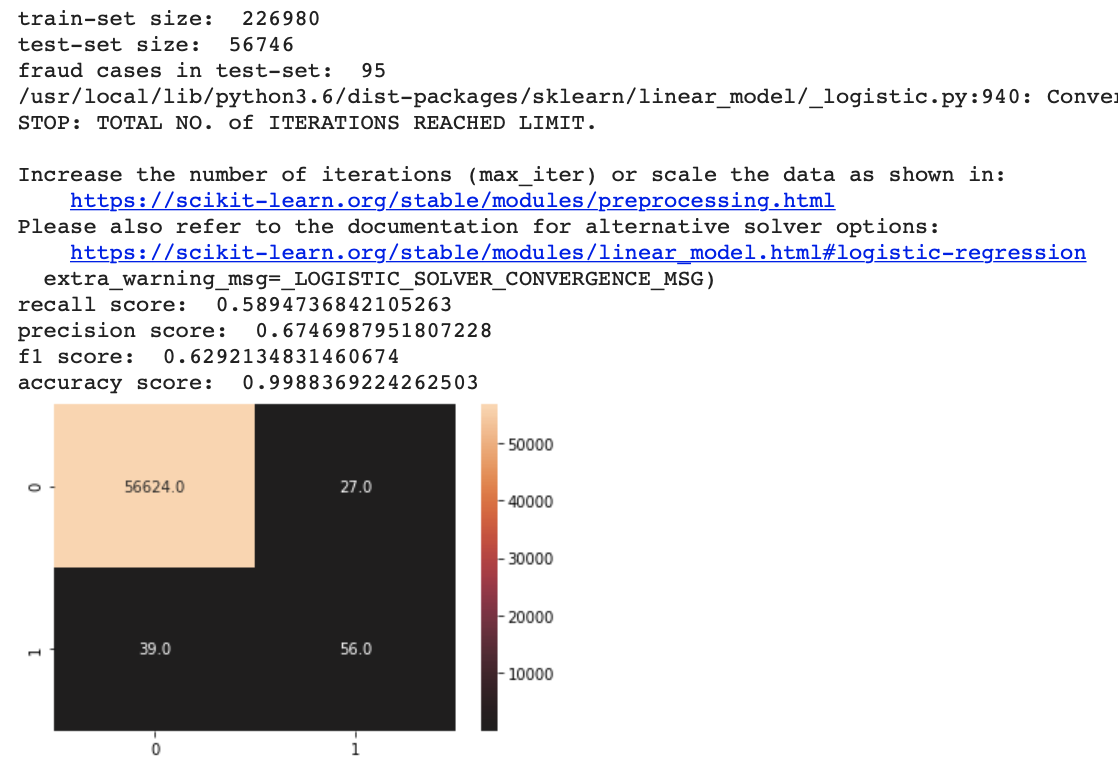 train-set size:  226980
test-set size:  56746
fraud cases in test-set:  95
/usr/local/lib/python3.6/dist-packages/sklearn/linear_model/_logistic.py:940:
STOP: TOTAL NO. of ITERATIONS REACHED LIMIT.
Increase the number of iterations (max_iter) or scale the data as shown in:
https://scikit-learn.org/stable/modules/preprocessing.html
Please also refer to the documentation for alternative solver options:
https://scikit-learn.org/stable/modules/linear_model.html#logistic-regression
extra_warning_msg=_LOGISTIC_SOLVER_CONVERGENCE_MSG)
recall score:  0.5894736842105263
precision score:  0.6746987951807228
f1 score:  0.6292134831460674
accuracy score:  0.9988369224262503
0
56624.0
27.0
1
39.0
56.0
0
1
50000
40000
30000
20000
10000